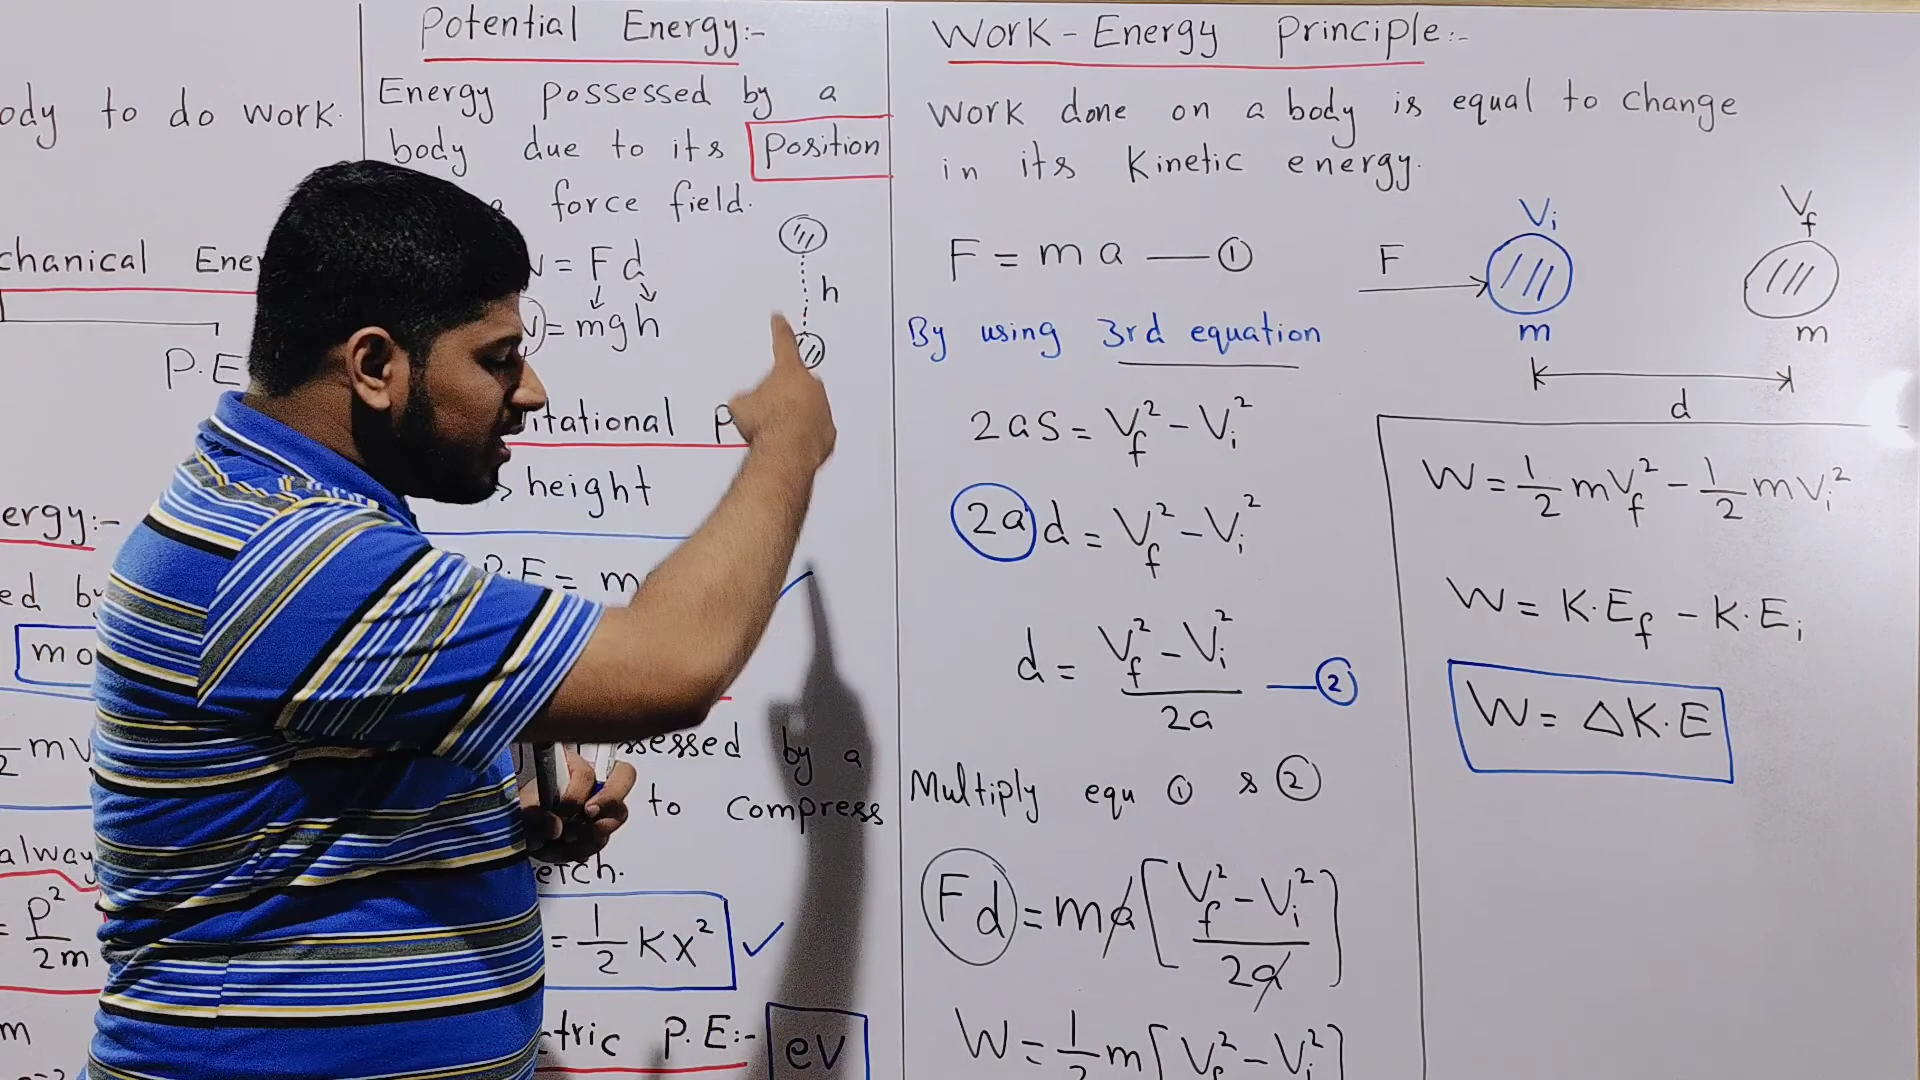 ody to do work.
chanical Ene
P.E
ergy:-
ed by
mo
mV
alway
= P²/2m
m
Potential Energy:-
Energy possessed by a
body due to its position
force field.
= Fd
h
= mgh
itational P
height
P.E = m
ssessed by a
to compress
etch.
= 1/2 Kx²
tric P.E:- eV
Work-Energy Principle:-
Work done on a body is equal to change
in its Kinetic energy.
F = ma — ①
By using 3rd equation
2as = Vf² - Vi²
2ad = Vf² - Vi²
d = (Vf² - Vi²)/2a — ②
Multiply equ ① & ②
Fd = ma[(Vf² - Vi²)/2a]
W = 1/2 m[Vf² - Vi²]
F
Vi
Vf
m
m
d
W = 1/2 mVf² - 1/2 mVi²
W = K.Ef - K.Ei
W = ΔK.E